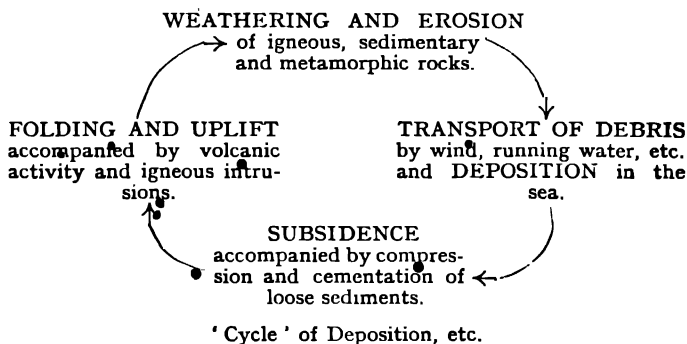 WEATHERING AND EROSION
of igneous, sedimentary
and metamorphic rocks.
TRANSPORT OF DEBRIS
by wind, running water, etc.
and DEPOSITION in the
sea.
SUBSIDENCE
accompanied by compres-
sion and cementation of
loose sediments.
FOLDING AND UPLIFT
accompanied by volcanic
activity and igneous intru-
sions.
' Cycle ' of Deposition, etc.